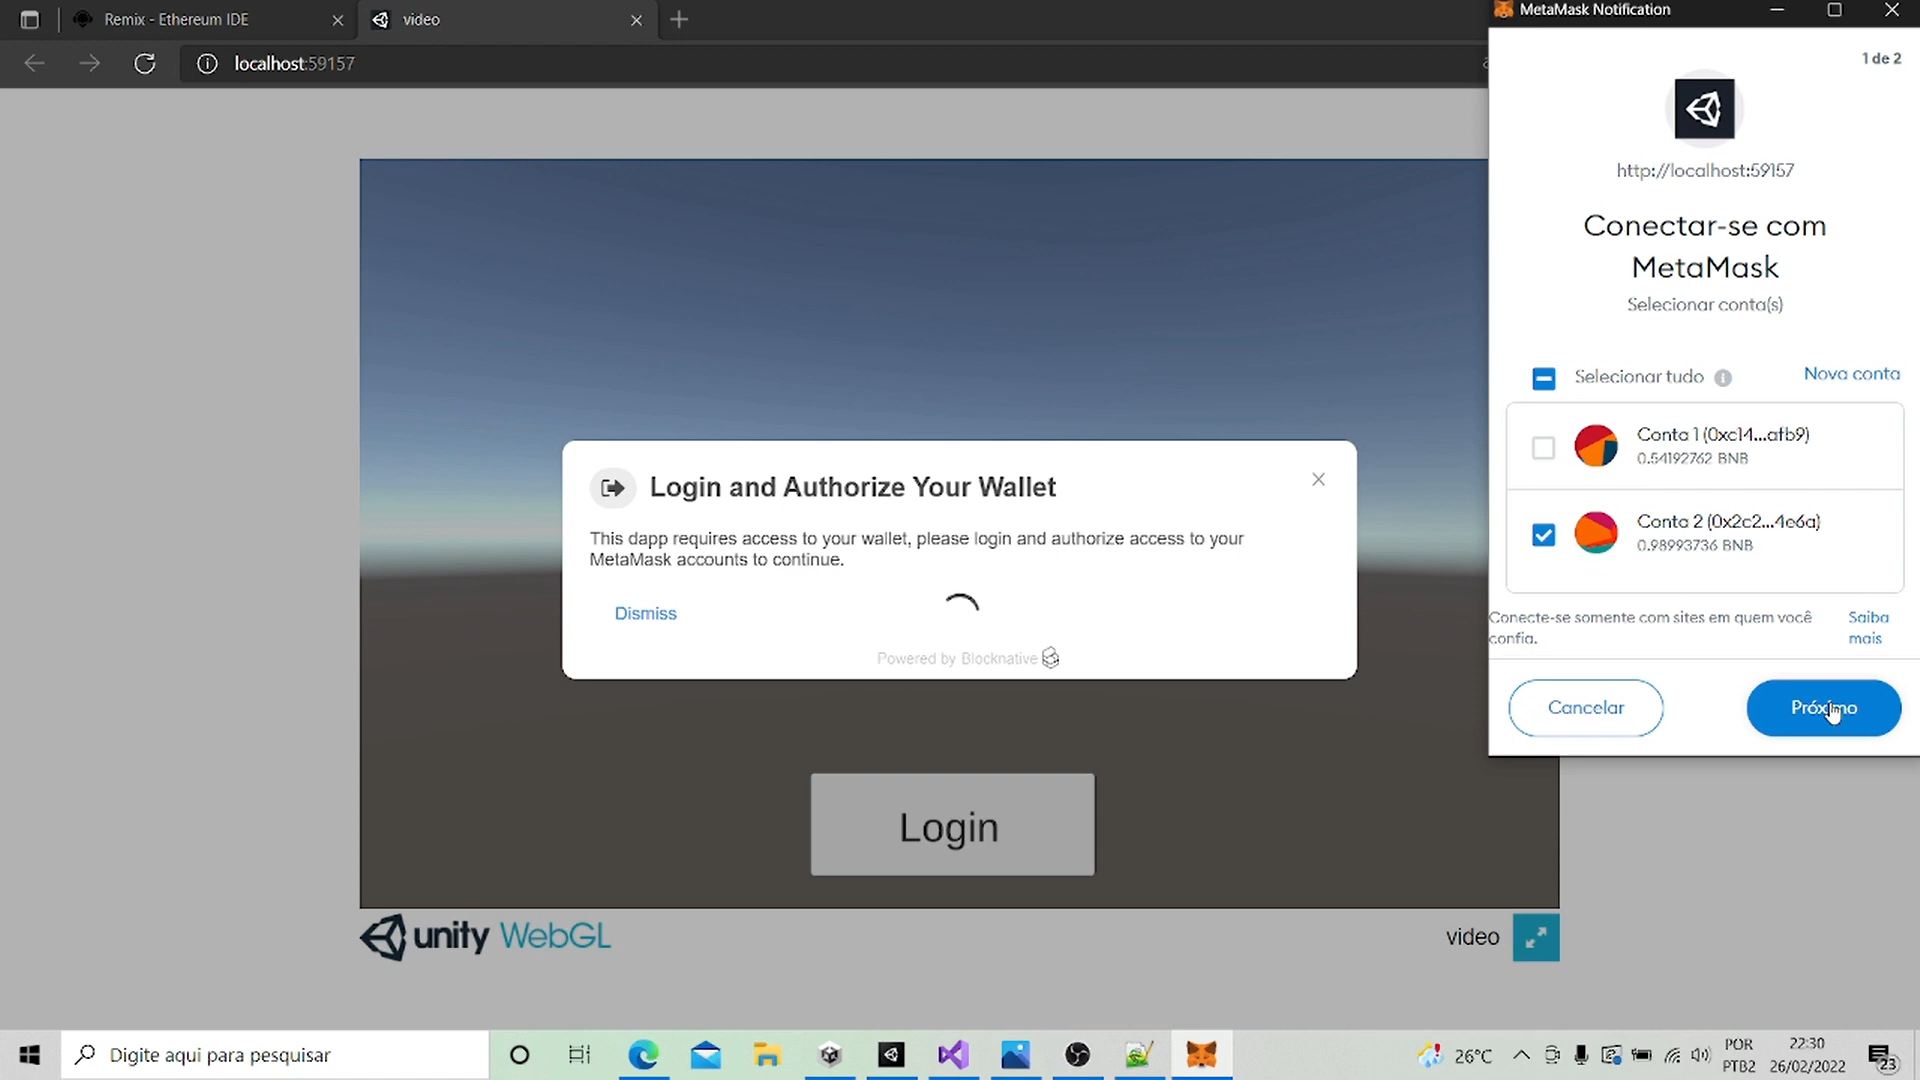 Remix - Ethereum IDE
video
localhost:59157
MetaMask Notification
1 de 2
http://localhost:59157
Conectar-se com
MetaMask
Selecionar conta(s)
Selecionar tudo
Nova conta
Conta 1 (0xc14...afb9)
0.54192762 BNB
Conta 2 (0x2c2...4e6a)
0.98993736 BNB
Conecte-se somente com sites em quem você
confia.
Saiba
mais
Cancelar
Próximo
Login and Authorize Your Wallet
This dapp requires access to your wallet, please login and authorize access to your
MetaMask accounts to continue.
Dismiss
Powered by Blocknative
Login
unity WebGL
video
Digite aqui para pesquisar
26°C
POR
PTB2
22:30
26/02/2022
23